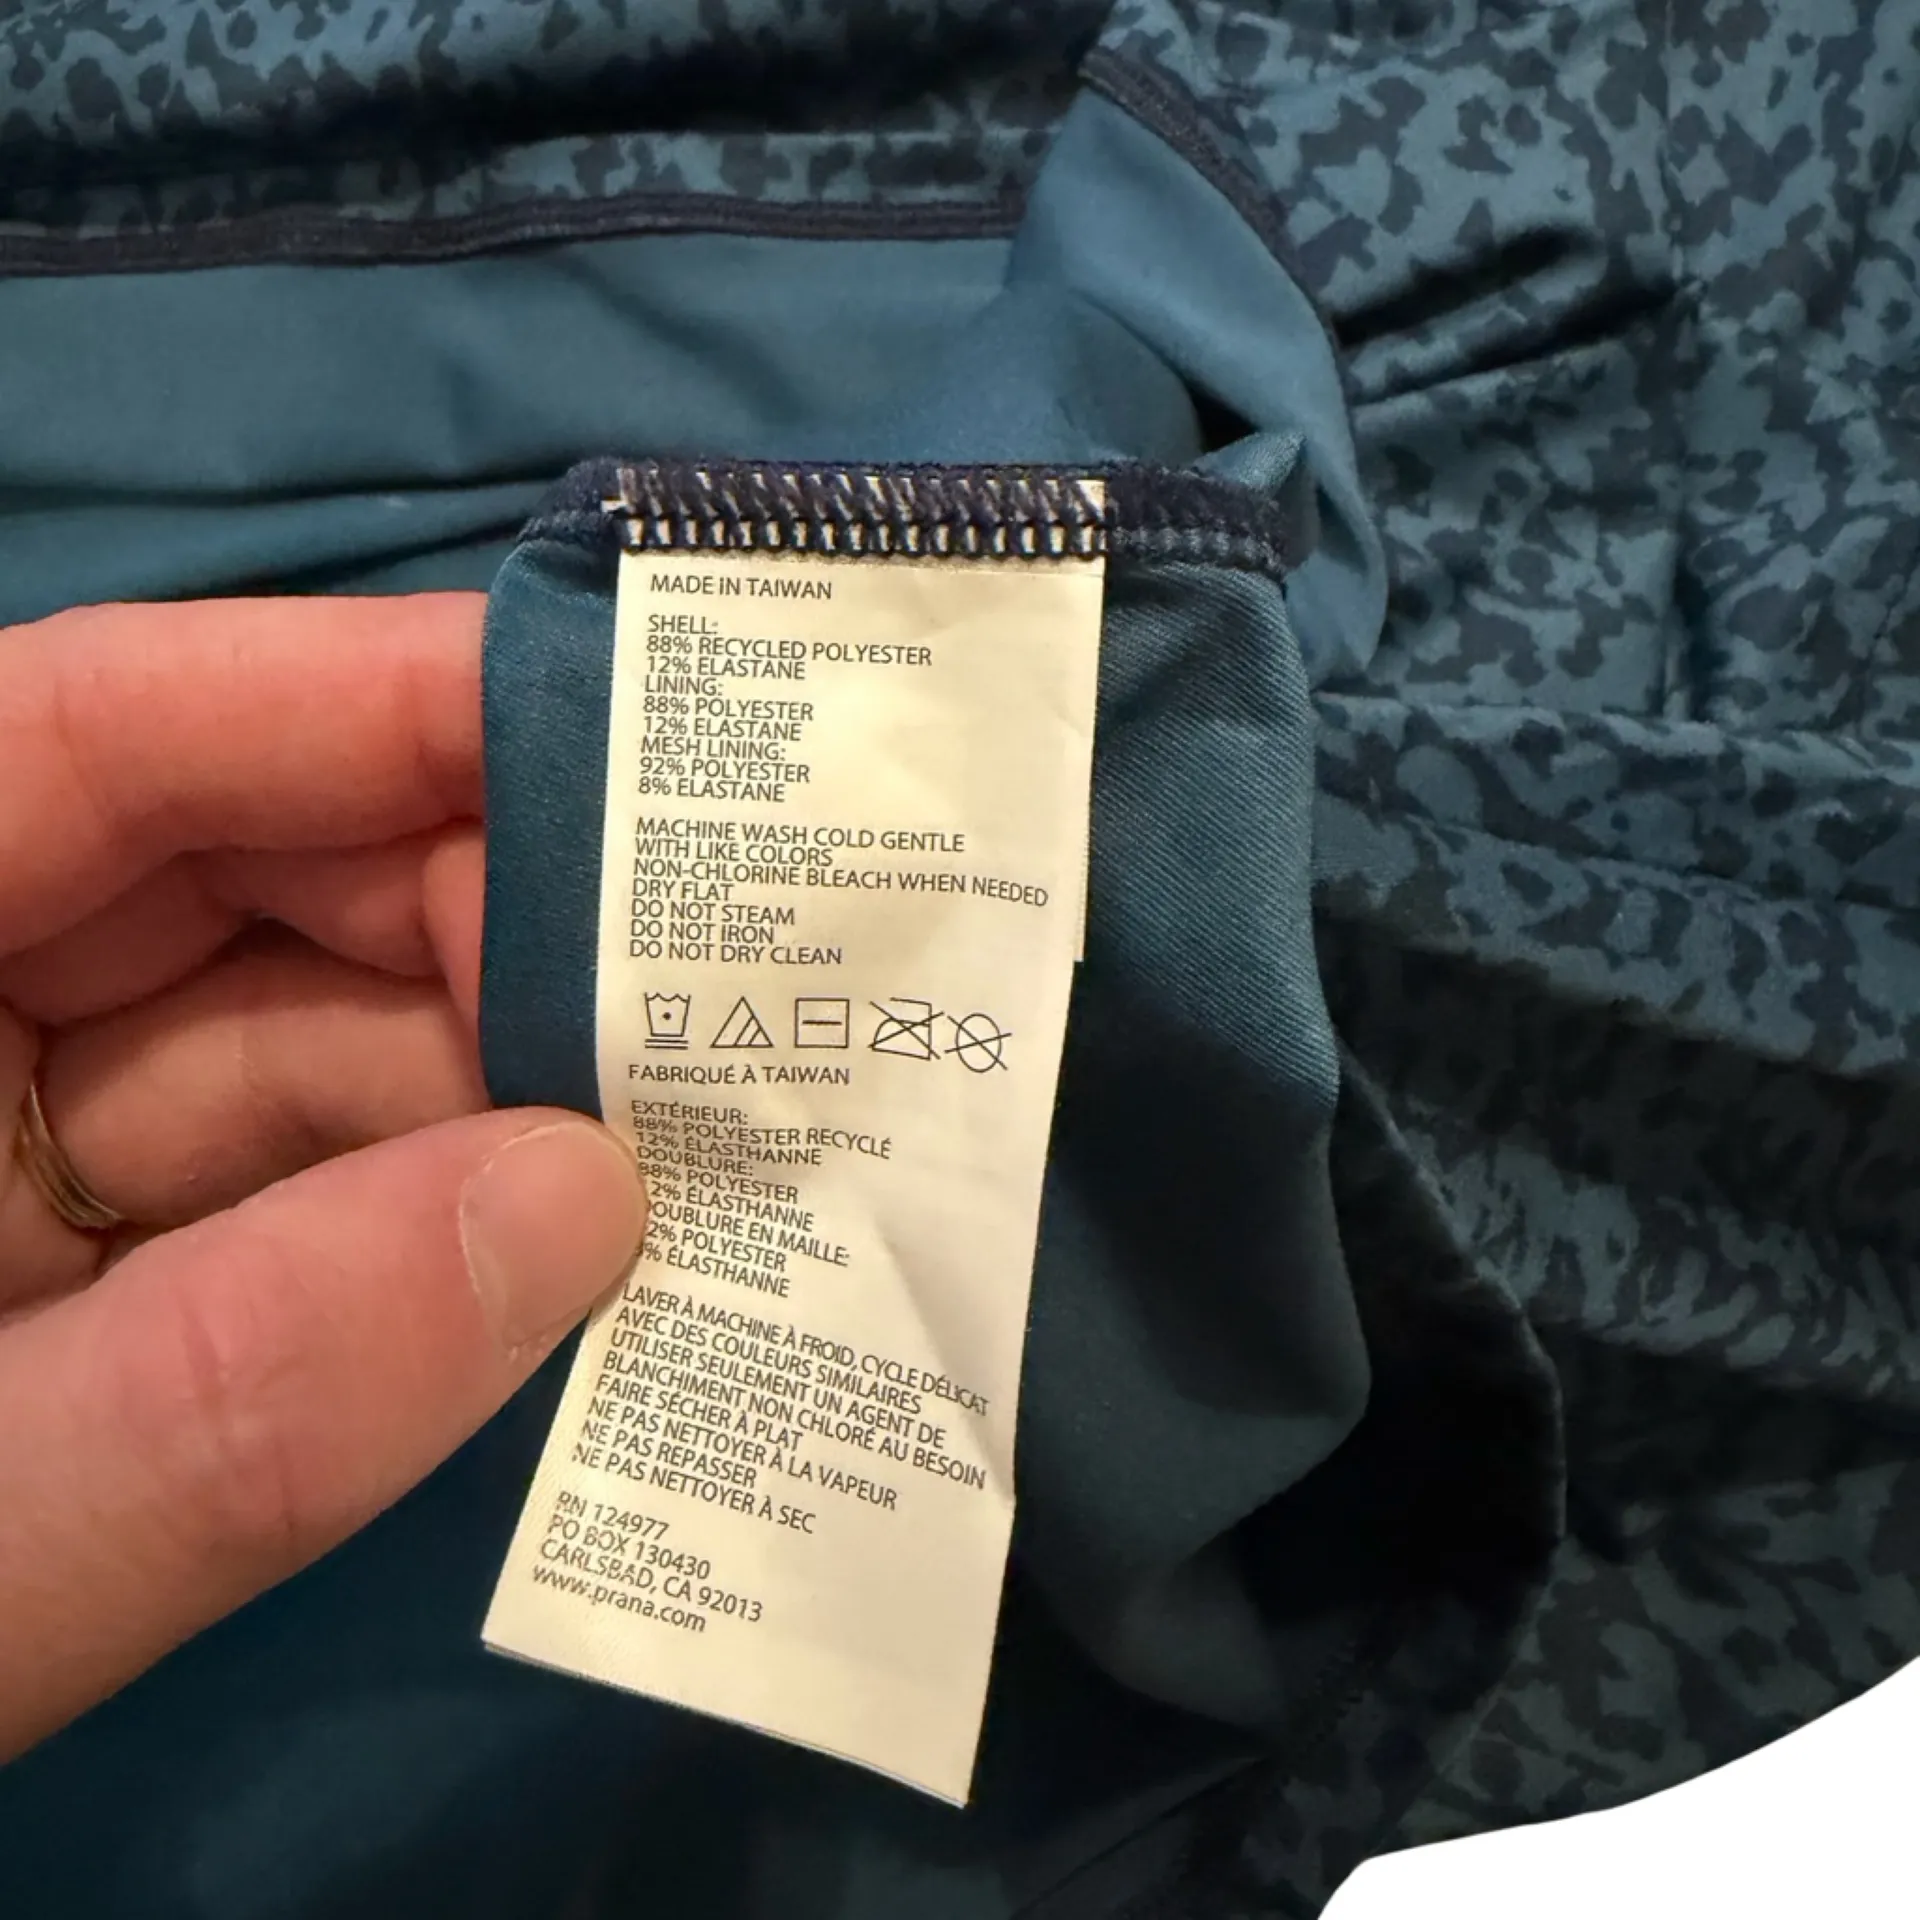 MADE IN TAIWAN
SHELL:
88% RECYCLED POLYESTER
12% ELASTANE
LINING:
88% POLYESTER
12% ELASTANE
MESH LINING:
92% POLYESTER
8% ELASTANE
MACHINE WASH COLD GENTLE
WITH LIKE COLORS
NON-CHLORINE BLEACH WHEN NEEDED
DRY FLAT
DO NOT STEAM
DO NOT IRON
DO NOT DRY CLEAN
FABRIQUÉ À TAIWAN
EXTÉRIEUR:
88% POLYESTER RECYCLÉ
12% ÉLASTHANNE
DOUBLURE:
88% POLYESTER
2% ÉLASTHANNE
OUBLURE EN MAILLE:
2% POLYESTER
% ÉLASTHANNE
LAVER À MACHINE À FROID, CYCLE DÉLICAT
AVEC DES COULEURS SIMILAIRES
UTILISER SEULEMENT UN AGENT DE
BLANCHIMENT NON CHLORÉ AU BESOIN
FAIRE SÉCHER À PLAT
NE PAS NETTOYER À LA VAPEUR
NE PAS REPASSER
NE PAS NETTOYER À SEC
RN 124977
PO BOX 130430
CARLSBAD, CA 92013
www.prana.com